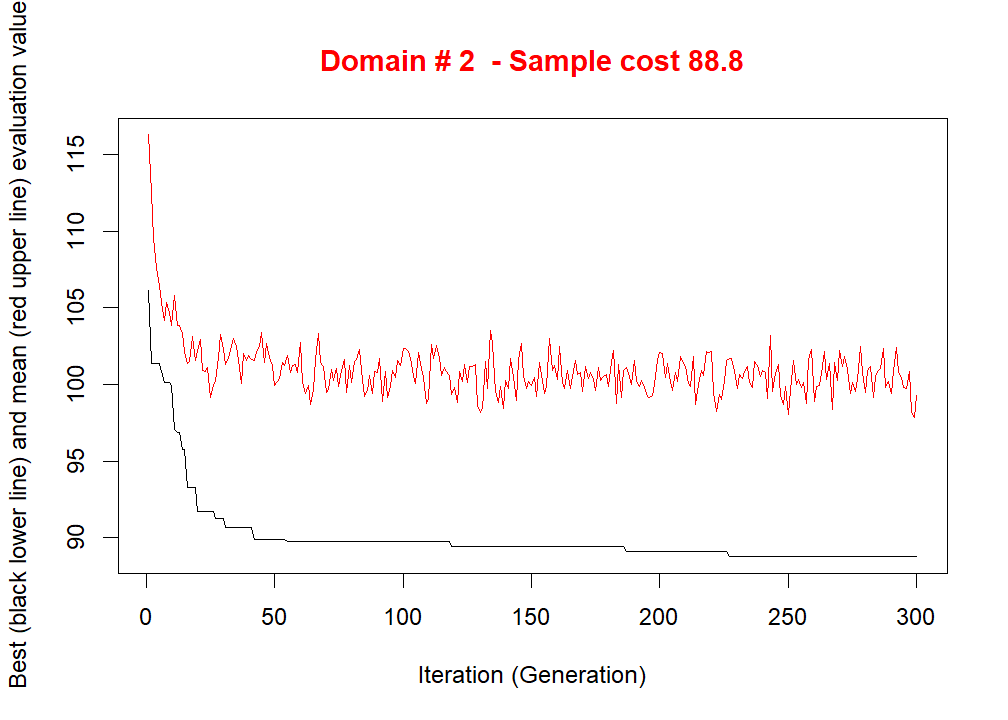 Domain # 2  - Sample cost 88.8
Best (black lower line) and mean (red upper line) evaluation value
115
110
105
100
95
90
0 50 100 150 200 250 300
Iteration (Generation)